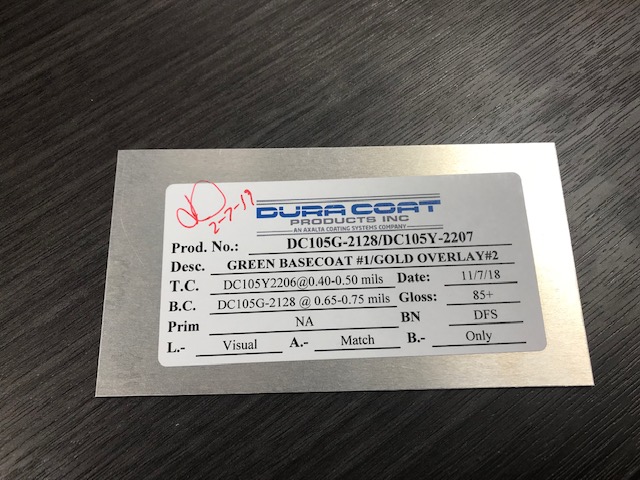 2-7-19
DURA COAT
PRODUCTS INC
AN AXALTA COATING SYSTEMS COMPANY
Prod. No.: DC105G-2128/DC105Y-2207
Desc. GREEN BASECOAT #1/GOLD OVERLAY#2
T.C. DC105Y2206@0.40-0.50 mils Date: 11/7/18
B.C. DC105G-2128 @ 0.65-0.75 mils Gloss: 85+
Prim NA BN DFS
L.- Visual A.- Match B.- Only